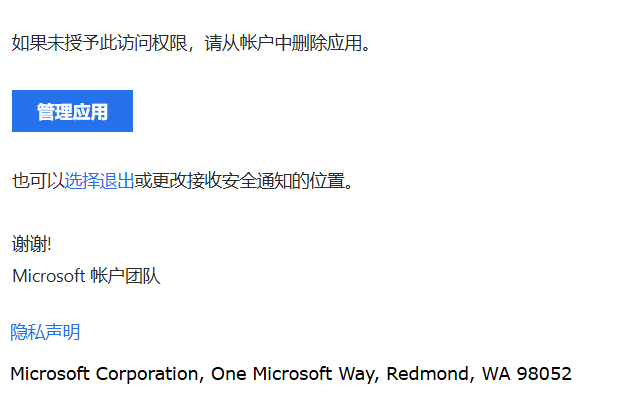 如果未授予此访问权限，请从帐户中删除应用。
管理应用
也可以选择退出或更改接收安全通知的位置。
谢谢!
Microsoft 帐户团队
隐私声明
Microsoft Corporation, One Microsoft Way, Redmond, WA 98052